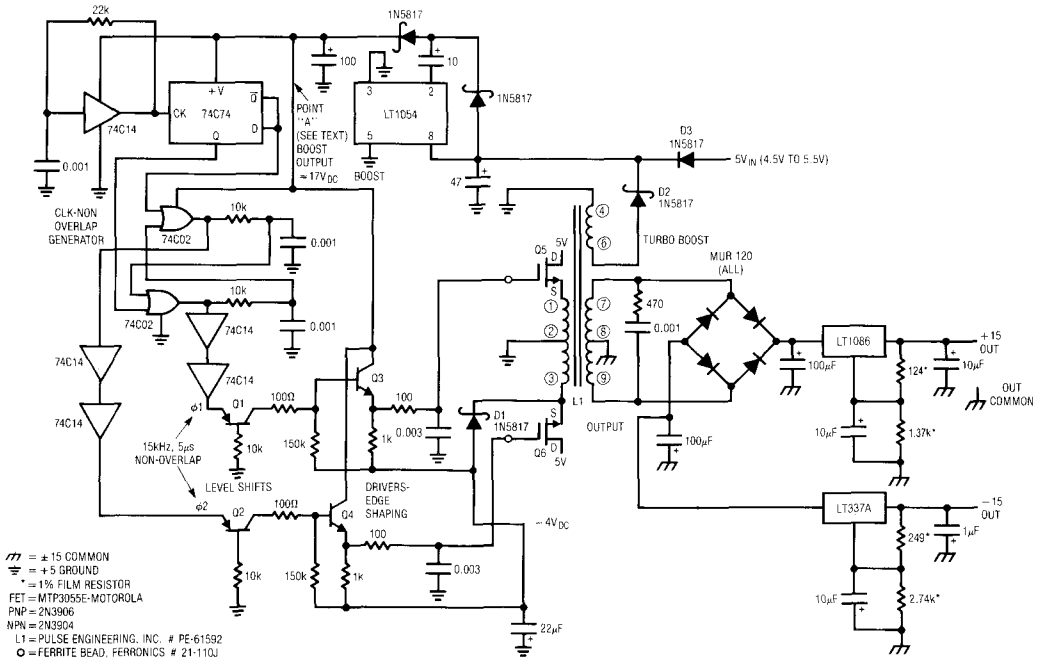 22k
1N5817
+
100
+
10
1N5817
+V
Q̅
CK
74C74
D
Q
74C14
0.001
3
2
LT1054
5
8
BOOST
POINT
"A"
(SEE TEXT)
BOOST
OUTPUT
≈17VDC
D3
1N5817
5VIN (4.5V TO 5.5V)
47
+
D2
1N5817
TURBO BOOST
CLK-NON
OVERLAP
GENERATOR
74C02
10k
0.001
74C02
10k
0.001
74C14
74C14
74C14
74C14
5V
Q5
D
S
4
6
1
2
3
7
8
9
L1
470
0.001
MUR 120
(ALL)
OUTPUT
100µF
+
LT1086
+15
OUT
124*
+
10µF
OUT
COMMON
10µF
+
1.37k*
100µF
+
φ1
Q1
100Ω
Q3
100
15kHz, 5µs
NON-OVERLAP
10k
150k
1k
0.003
D1
1N5817
S
D
Q6
5V
LEVEL SHIFTS
DRIVERS-
EDGE
SHAPING
φ2
Q2
100Ω
Q4
100
~4VDC
10k
150k
1k
0.003
22µF
+
LT337A
–15
OUT
249*
1µF
+
10µF
+
2.74k*
= ±15 COMMON
= +5 GROUND
* = 1% FILM RESISTOR
FET = MTP3055E-MOTOROLA
PNP = 2N3906
NPN = 2N3904
L1 = PULSE ENGINEERING, INC. # PE-61592
O = FERRITE BEAD, FERRONICS # 21-110J